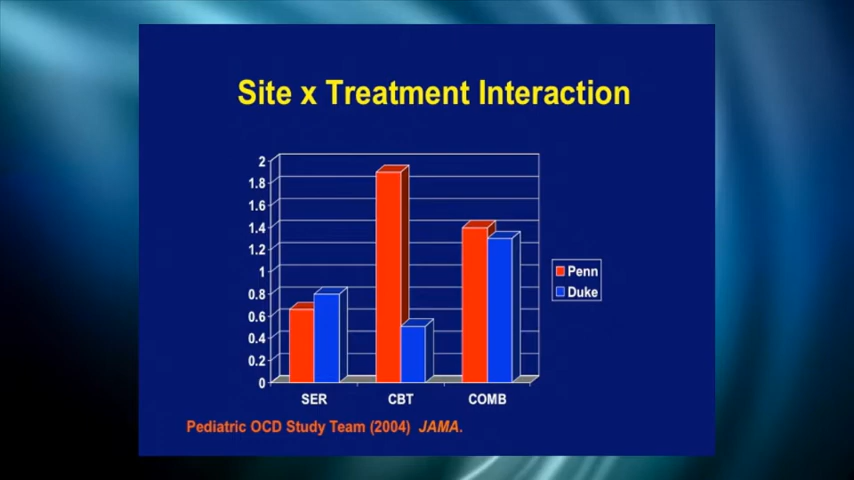 Site x Treatment Interaction
2
1.8
1.6
1.4
1.2
1
0.8
0.6
0.4
0.2
0
Penn
Duke
SER CBT COMB
Pediatric OCD Study Team (2004) JAMA.